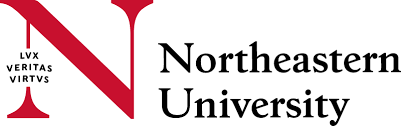 N
LVX
VERITAS
VIRTVS
Northeastern
University